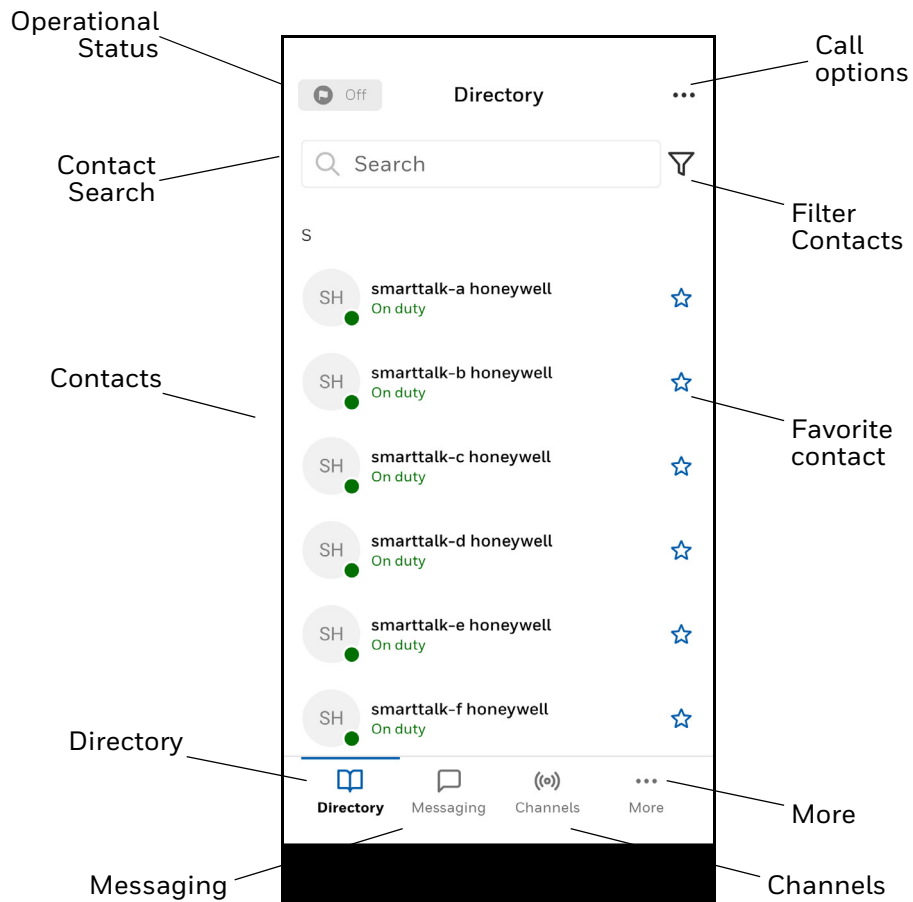 Operational
Status
Call
options
Off
Directory
Contact
Search
Search
Filter
Contacts
S
SH
smarttalk-a honeywell
On duty
SH
smarttalk-b honeywell
On duty
Contacts
Favorite
contact
SH
smarttalk-c honeywell
On duty
SH
smarttalk-d honeywell
On duty
SH
smarttalk-e honeywell
On duty
SH
smarttalk-f honeywell
On duty
Directory
Directory
Messaging
Channels
More
More
Messaging
Channels